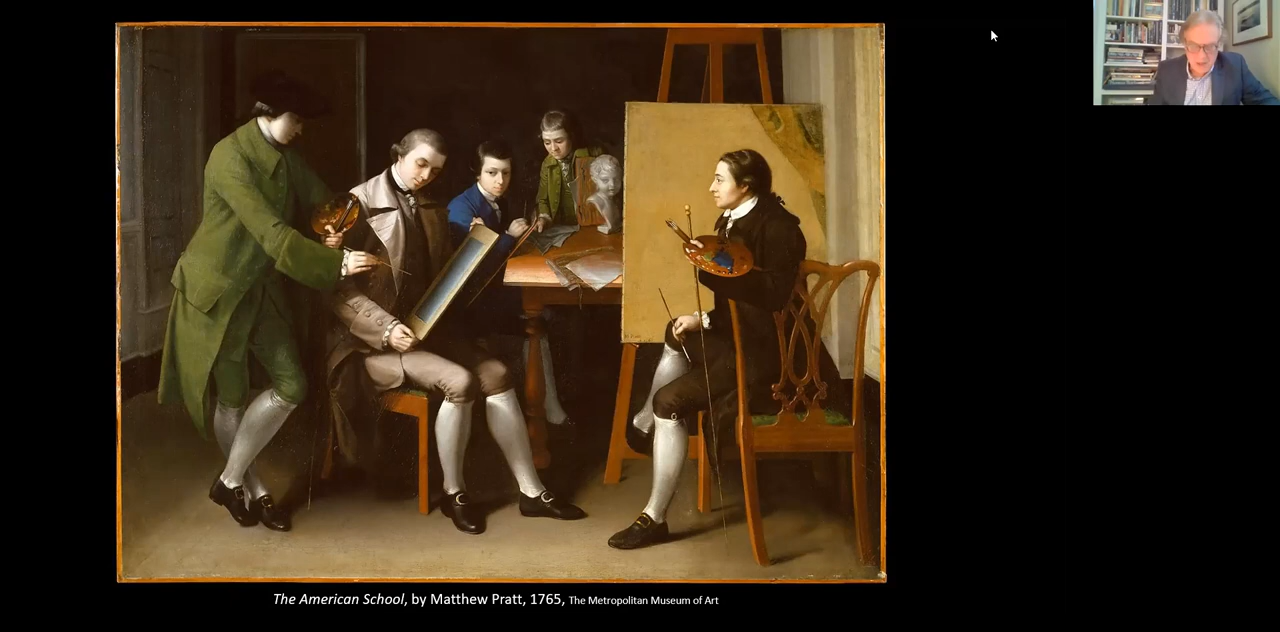 The American School, by Matthew Pratt, 1765, The Metropolitan Museum of Art